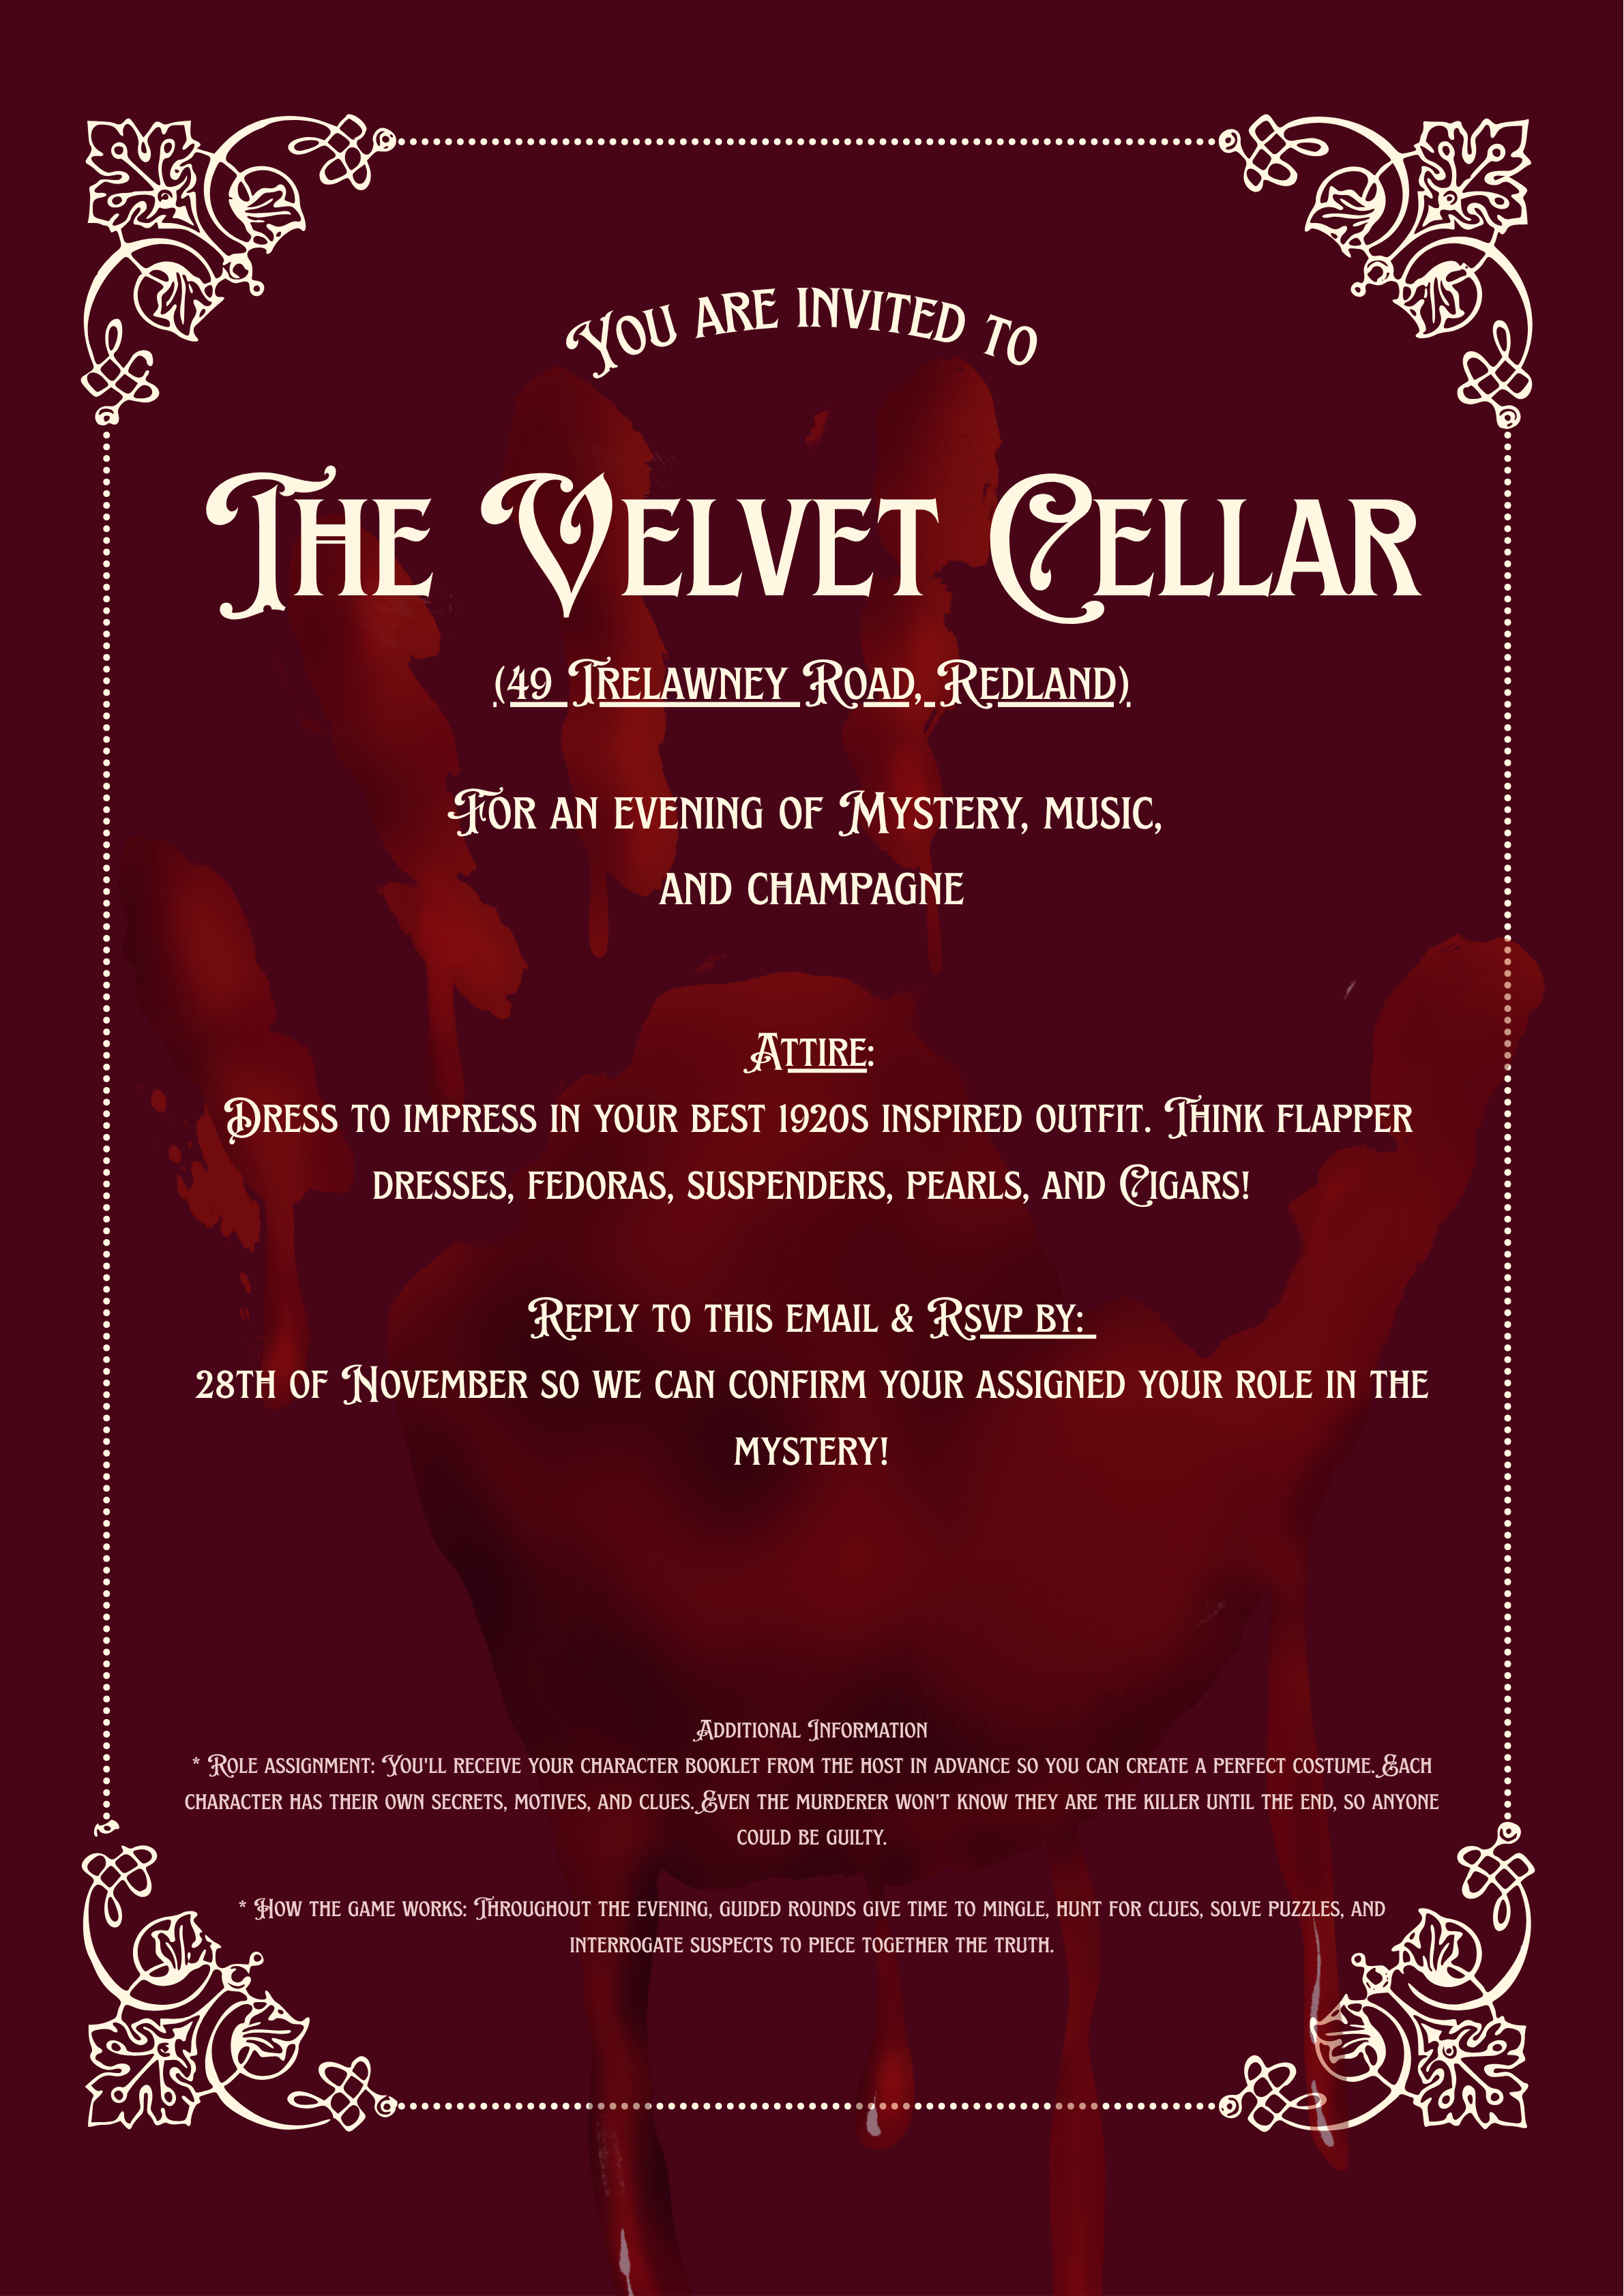 You are invited to
The Velvet Cellar
(49 Trelawney Road, Redland)
For an evening of Mystery, music,
and champagne
Attire:
Dress to impress in your best 1920s inspired outfit. Think flapper
dresses, fedoras, suspenders, pearls, and Cigars!
Reply to this email & Rsvp by:
28th of November so we can confirm your assigned your role in the
mystery!
Additional Information
* Role assignment: You'll receive your character booklet from the host in advance so you can create a perfect costume. Each
character has their own secrets, motives, and clues. Even the murderer won't know they are the killer until the end, so anyone
could be guilty.
* How the game works: Throughout the evening, guided rounds give time to mingle, hunt for clues, solve puzzles, and
interrogate suspects to piece together the truth.